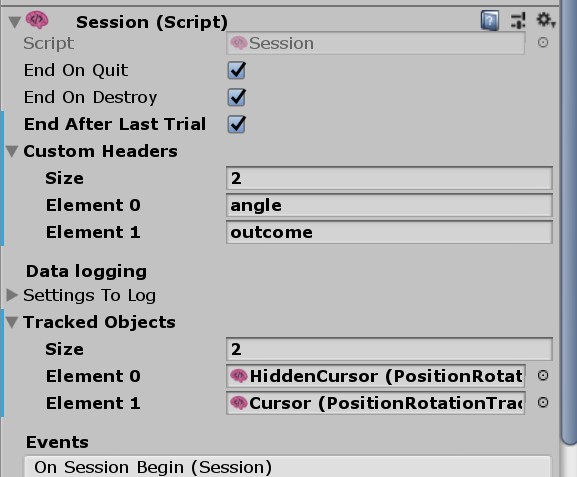 Session (Script)
Script Session
End On Quit
End On Destroy
End After Last Trial
Custom Headers
Size 2
Element 0 angle
Element 1 outcome
Data logging
Settings To Log
Tracked Objects
Size 2
Element 0 HiddenCursor (PositionRotat
Element 1 Cursor (PositionRotationTrac
Events
On Session Begin (Session)